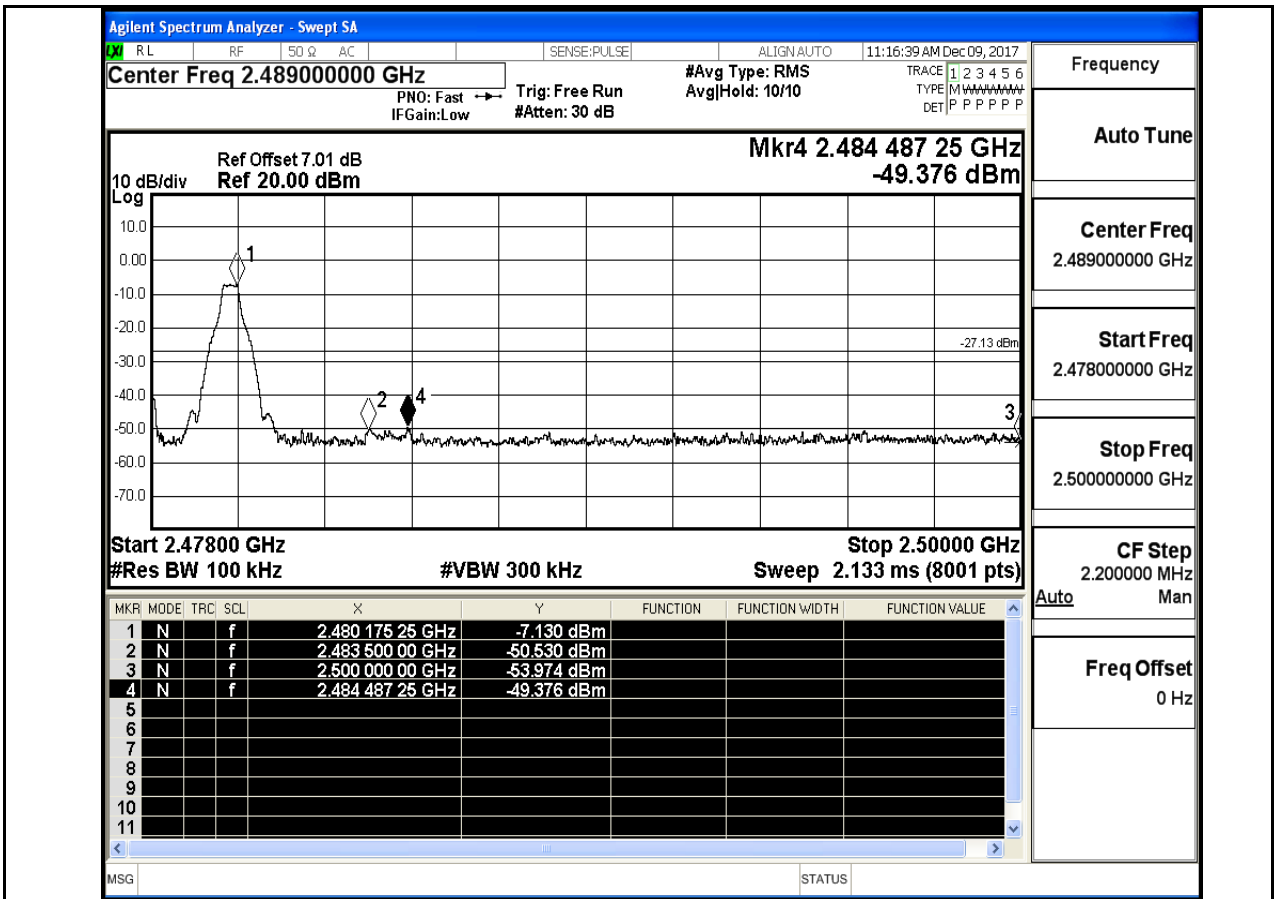 Agilent Spectrum Analyzer - Swept SA
LXI RL RF 50 Ω AC SENSE:PULSE ALIGN AUTO 11:16:39 AM Dec 09, 2017
Center Freq 2.489000000 GHz
PNO: Fast
IFGain:Low
Trig: Free Run
#Atten: 30 dB
#Avg Type: RMS
Avg|Hold: 10/10
TRACE 1 2 3 4 5 6
TYPE M W W W W W
DET P P P P P P
Ref Offset 7.01 dB
10 dB/div Ref 20.00 dBm
Log
Mkr4 2.484 487 25 GHz
-49.376 dBm
10.0
0.00
-10.0
-20.0
-30.0
-40.0
-50.0
-60.0
-70.0
1
2
4
3
-27.13 dBm
Start 2.47800 GHz Stop 2.50000 GHz
#Res BW 100 kHz #VBW 300 kHz Sweep 2.133 ms (8001 pts)
MKR MODE TRC SCL X Y FUNCTION FUNCTION WIDTH FUNCTION VALUE
1 N f 2.480 175 25 GHz -7.130 dBm
2 N f 2.483 500 00 GHz -50.530 dBm
3 N f 2.500 000 00 GHz -53.974 dBm
4 N f 2.484 487 25 GHz -49.376 dBm
5
6
7
8
9
10
11
MSG STATUS
Frequency
Auto Tune
Center Freq
2.489000000 GHz
Start Freq
2.478000000 GHz
Stop Freq
2.500000000 GHz
CF Step
2.200000 MHz
Auto Man
Freq Offset
0 Hz